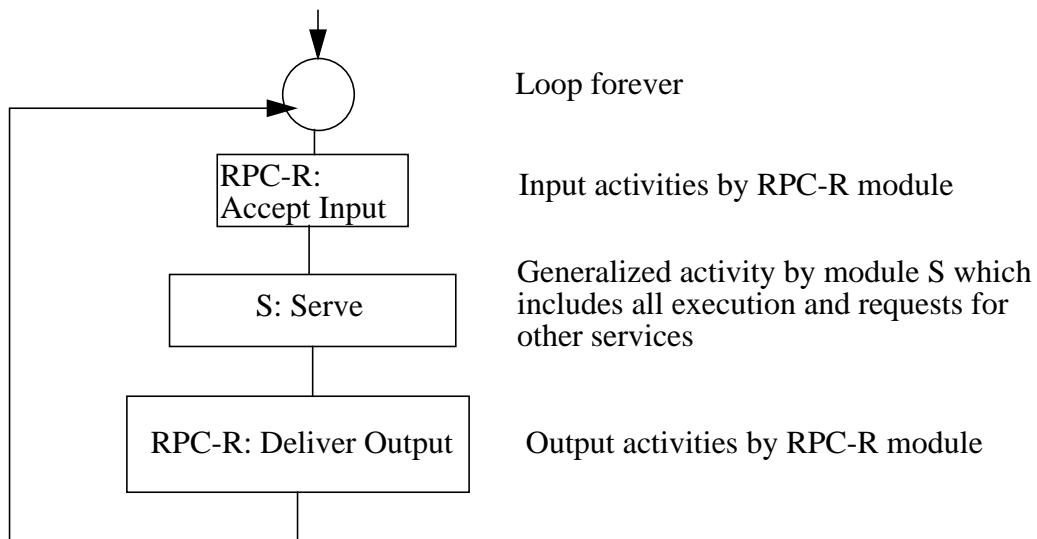 Loop forever
RPC-R:
Accept Input
Input activities by RPC-R module
S: Serve
Generalized activity by module S which
includes all execution and requests for
other services
RPC-R: Deliver Output
Output activities by RPC-R module